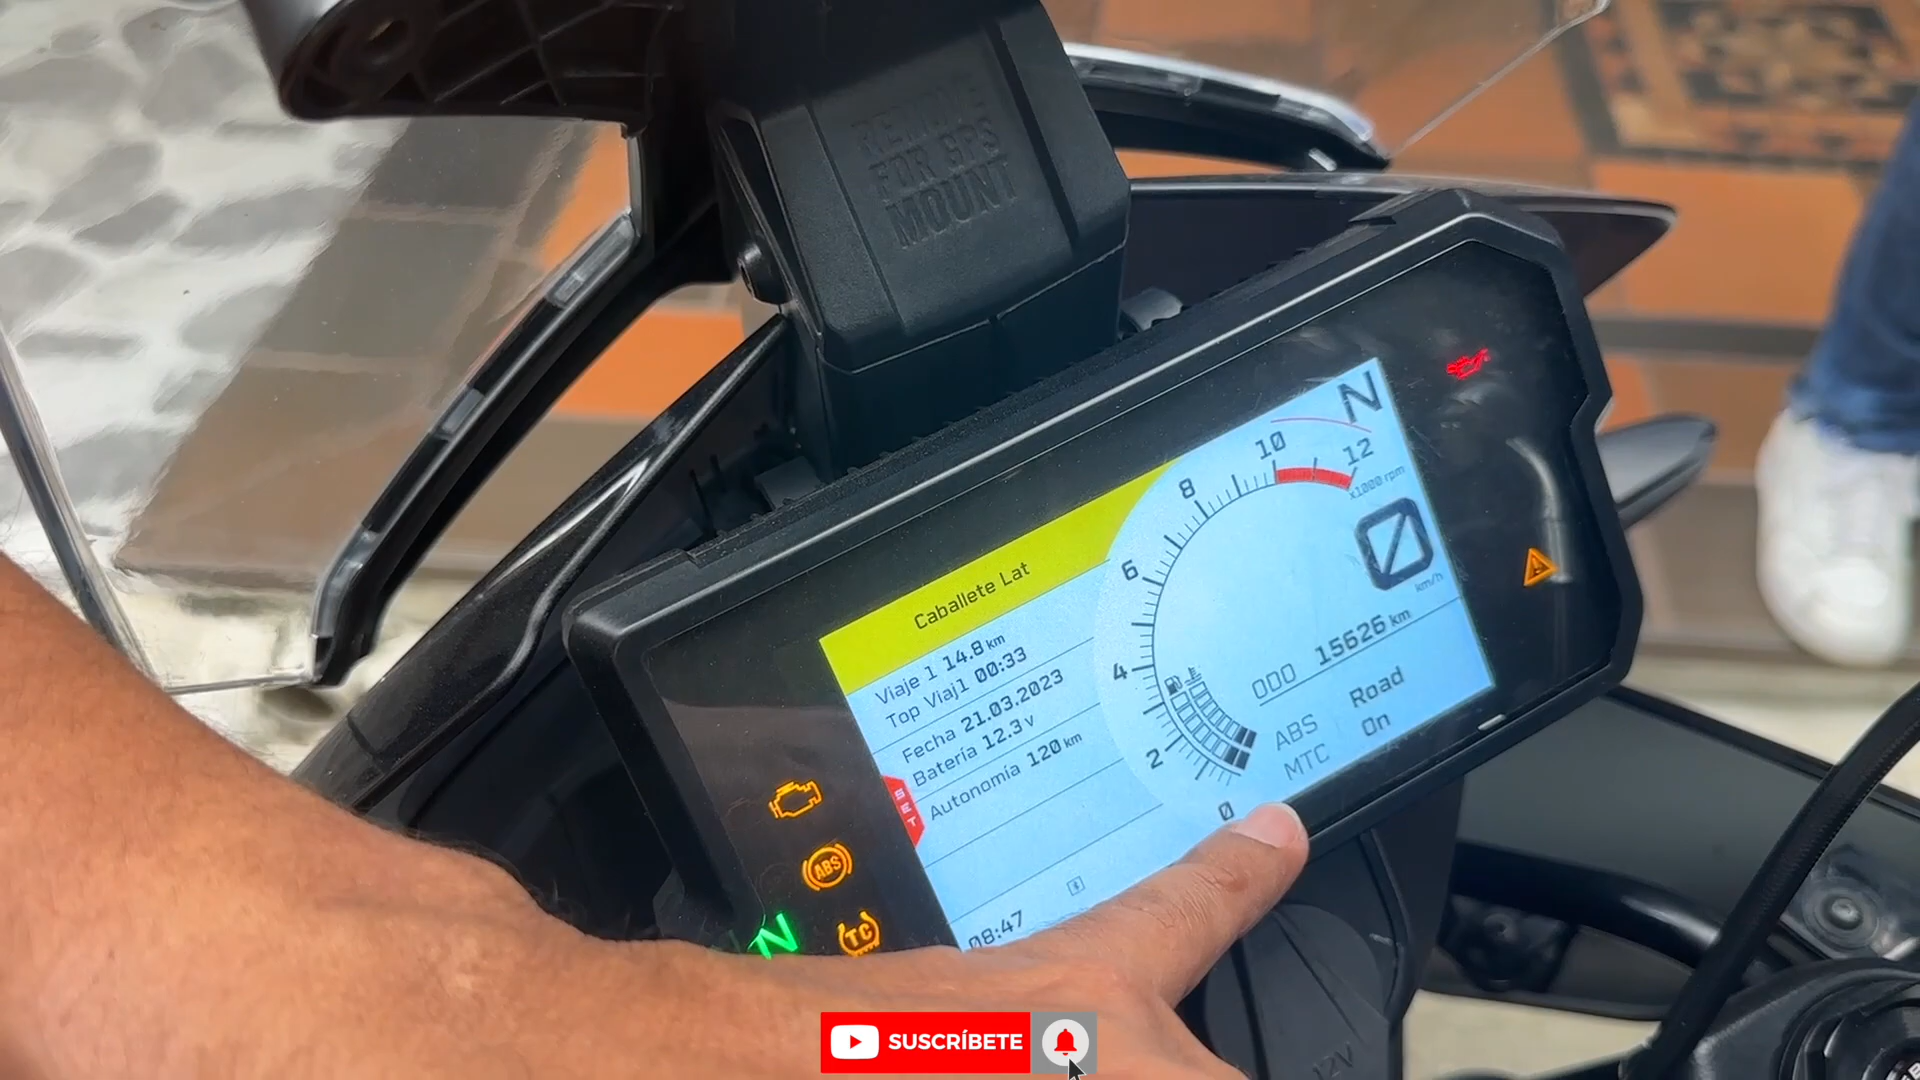 REMOVE
FOR GPS
MOUNT
N
Caballete Lat
Viaje 1 14.8 km
Top Viaj1 00:33
Fecha 21.03.2023
Batería 12.3 v
Autonomía 120 km
SET
08:47
0
2
4
6
8
10
12
x1000 rpm
0
km/h
ODO 15626 km
ABS Road
MTC On
ABS
TC
N
12V
SUSCRÍBETE